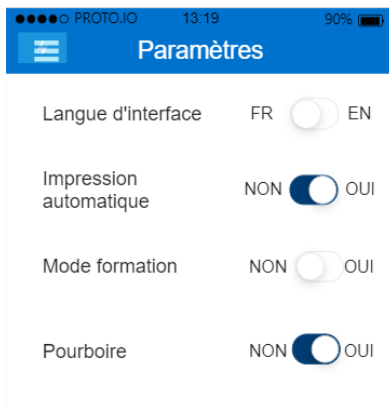 PROTO.IO 13:19 90%
Paramètres
Langue d'interface FR EN
Impression
automatique NON OUI
Mode formation NON OUI
Pourboire NON OUI